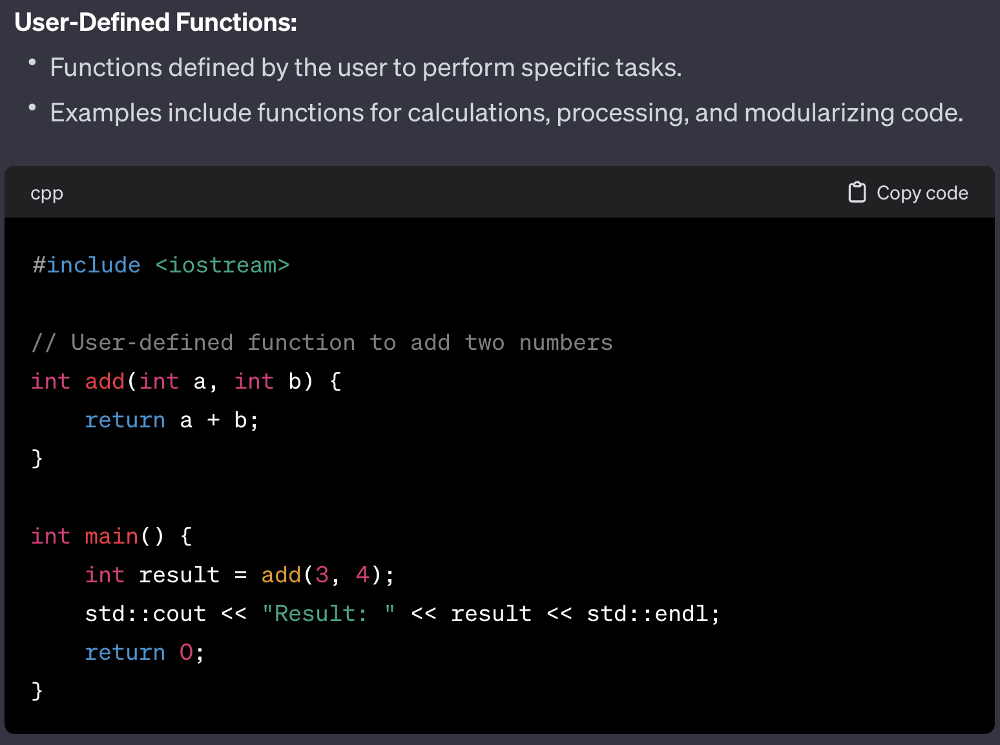 User-Defined Functions:
• Functions defined by the user to perform specific tasks.
• Examples include functions for calculations, processing, and modularizing code.
cpp
Copy code
#include <iostream>
// User-defined function to add two numbers
int add(int a, int b) {
    return a + b;
}
int main() {
    int result = add(3, 4);
    std::cout << "Result: " << result << std::endl;
    return 0;
}